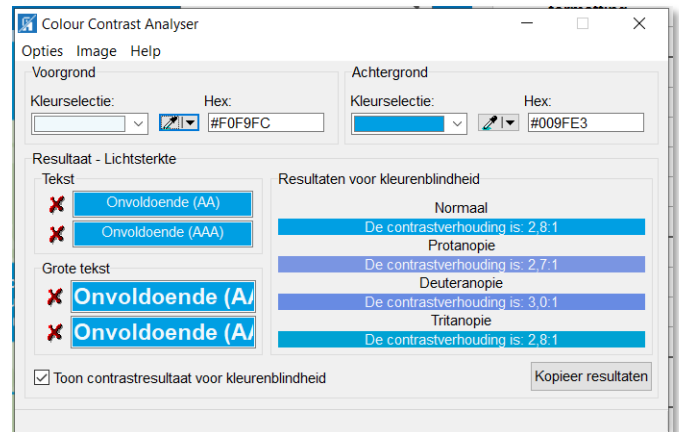 Colour Contrast Analyser
Opties Image Help
Voorgrond
Kleurselectie: Hex:
#F0F9FC
Achtergrond
Kleurselectie: Hex:
#009FE3
Resultaat - Lichtsterkte
Tekst
Onvoldoende (AA)
Onvoldoende (AAA)
Grote tekst
Onvoldoende (A
Onvoldoende (A
Resultaten voor kleurenblindheid
Normaal
De contrastverhouding is: 2,8:1
Protanopie
De contrastverhouding is: 2,7:1
Deuteranopie
De contrastverhouding is: 3,0:1
Tritanopie
De contrastverhouding is: 2,8:1
Toon contrastresultaat voor kleurenblindheid
Kopieer resultaten